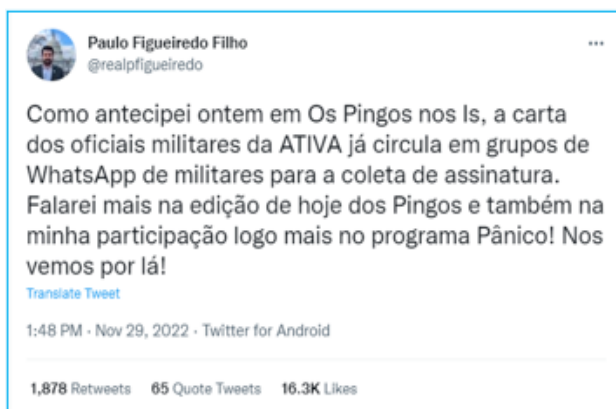 Paulo Figueiredo Filho
@realpfigueiredo
...
Como antecipei ontem em Os Pingos nos Is, a carta
dos oficiais militares da ATIVA já circula em grupos de
WhatsApp de militares para a coleta de assinatura.
Falarei mais na edição de hoje dos Pingos e também na
minha participação logo mais no programa Pânico! Nos
vemos por lá!
Translate Tweet
1:48 PM · Nov 29, 2022 · Twitter for Android
1,878 Retweets 65 Quote Tweets 16.3K Likes